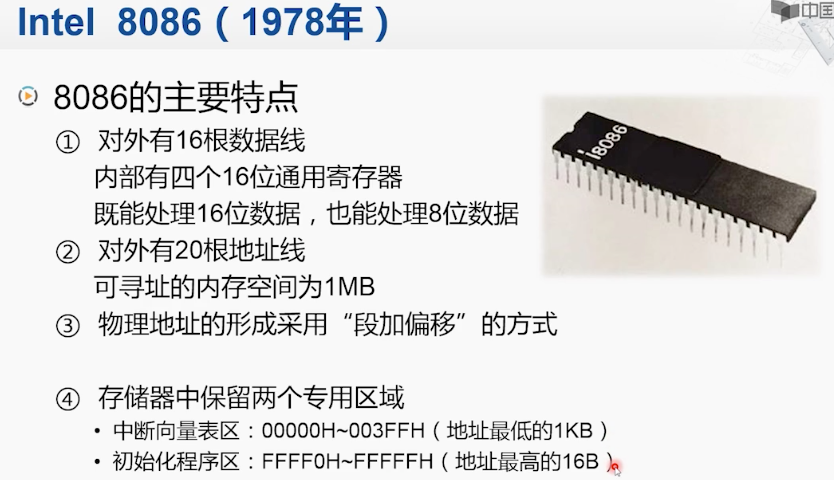 Intel 8086（1978年）
中国
8086的主要特点
① 对外有16根数据线
内部有四个16位通用寄存器
既能处理16位数据，也能处理8位数据
i8086
② 对外有20根地址线
可寻址的内存空间为1MB
③ 物理地址的形成采用“段加偏移”的方式
④ 存储器中保留两个专用区域
• 中断向量表区：00000H~003FFH（地址最低的1KB）
• 初始化程序区：FFFF0H~FFFFFH（地址最高的16B）